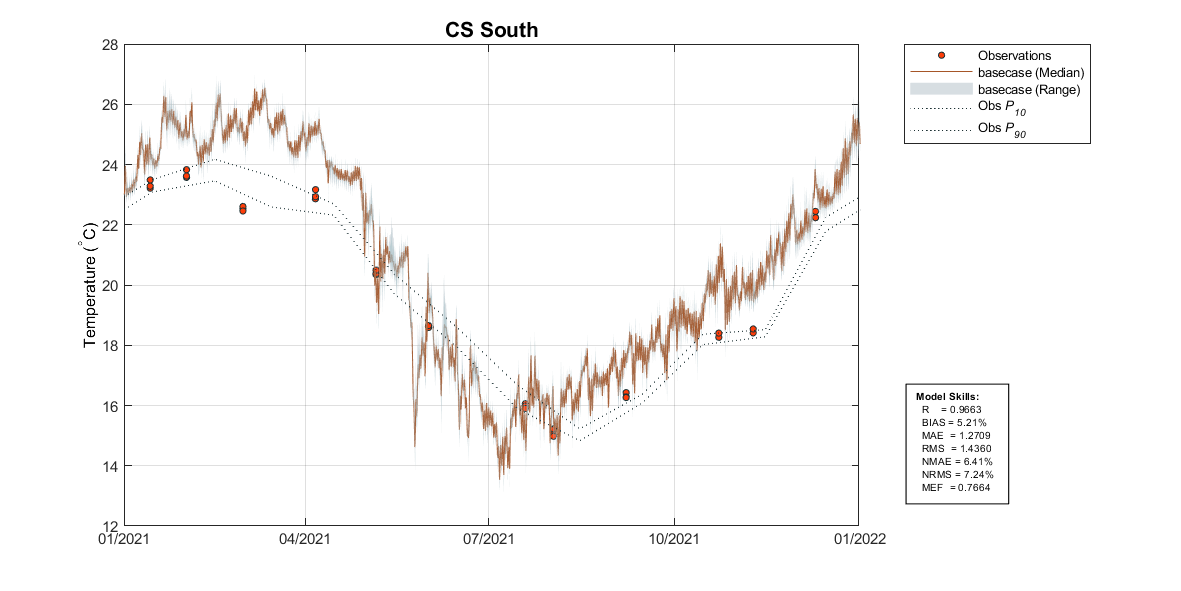 CS South
28
26
24
22
20
18
16
14
12
Temperature (°C)
01/2021
04/2021
07/2021
10/2021
01/2022
Observations
basecase (Median)
basecase (Range)
Obs P10
Obs P90
Model Skills:
R = 0.9663
BIAS = 5.21%
MAE = 1.2709
RMS = 1.4360
NMAE = 6.41%
NRMS = 7.24%
MEF = 0.7664